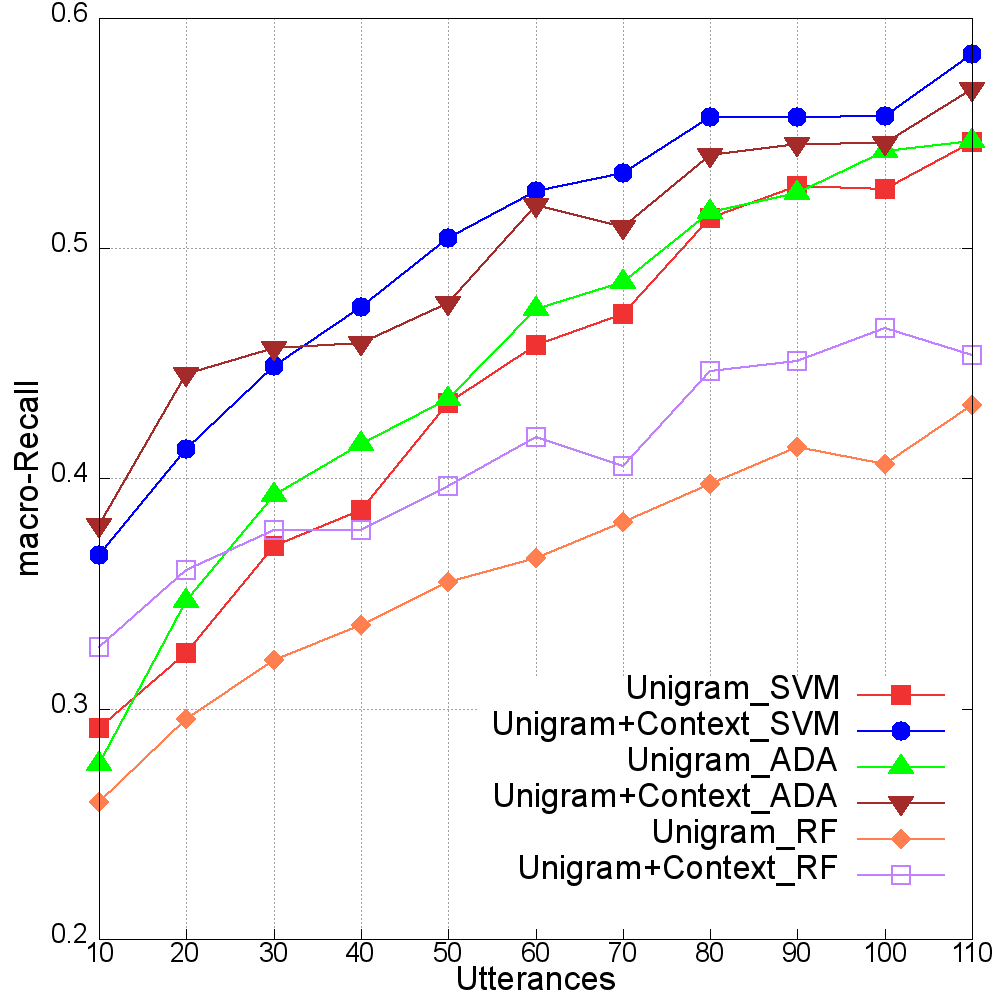 0.6
0.5
0.4
0.3
0.2
macro-Recall
Unigram_SVM
Unigram+Context_SVM
Unigram_ADA
Unigram+Context_ADA
Unigram_RF
Unigram+Context_RF
10 20 30 40 50 60 70 80 90 100 110
Utterances